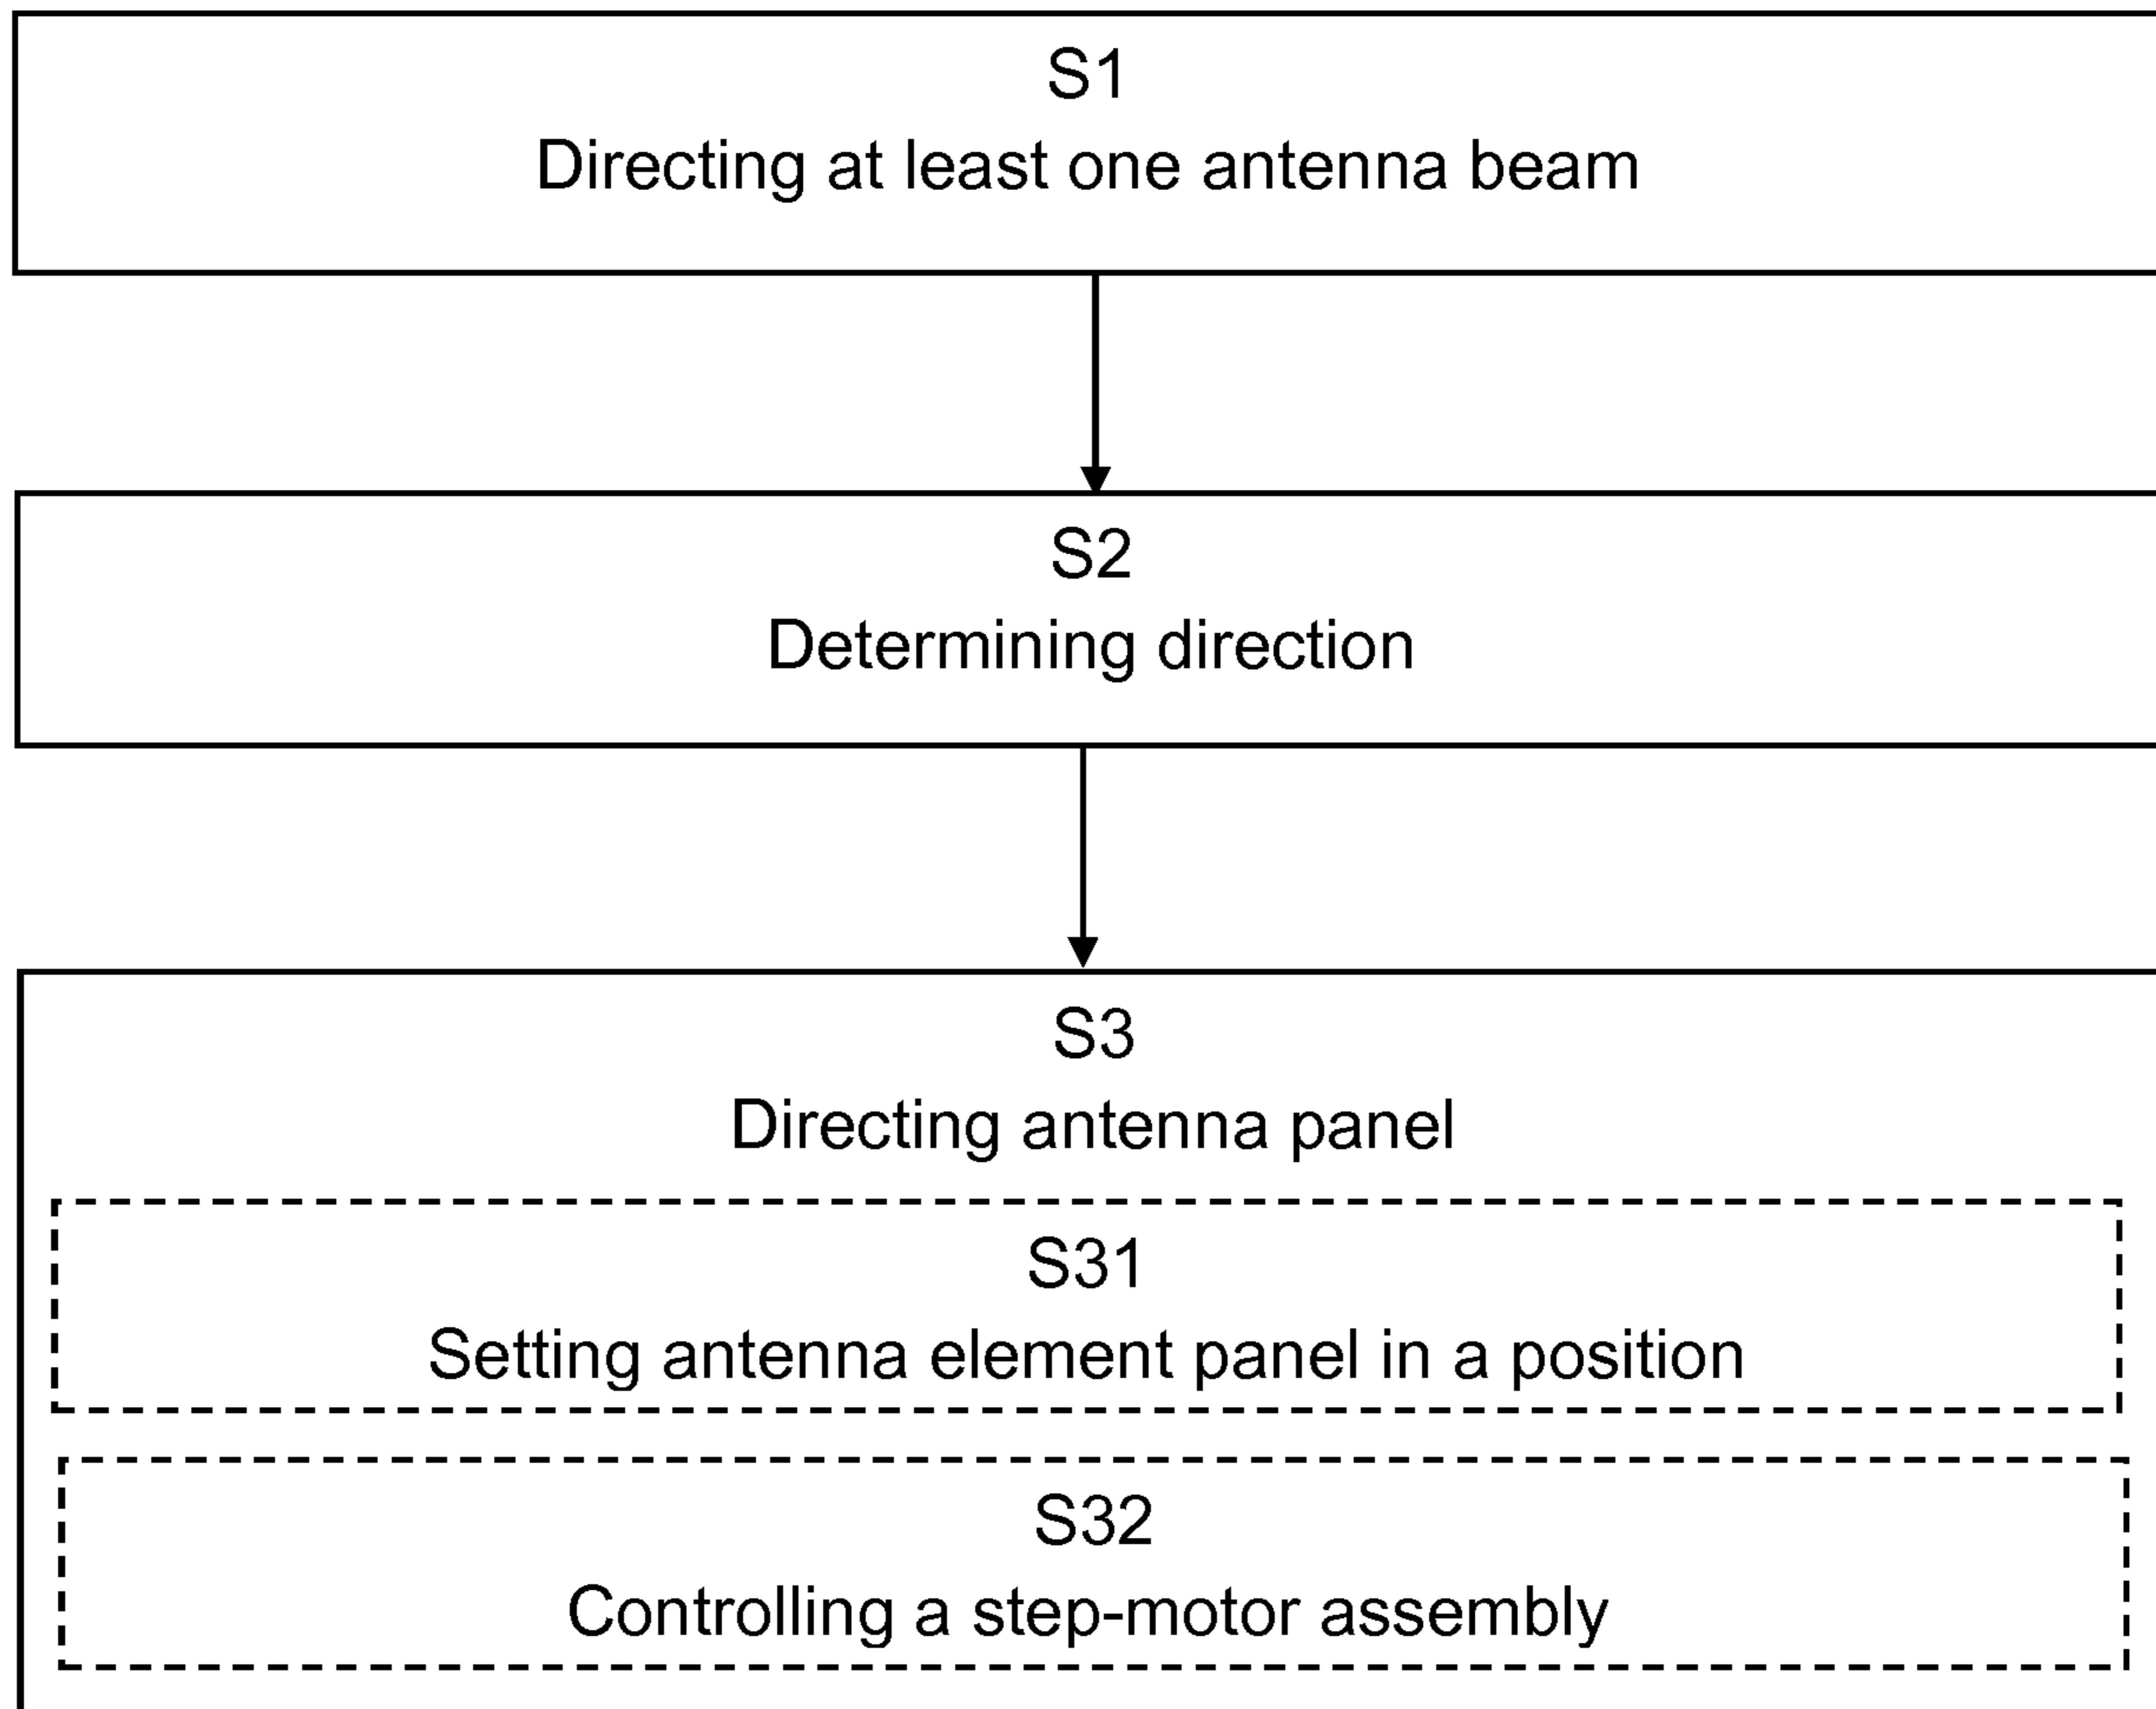 S1
Directing at least one antenna beam
S2
Determining direction
S3
Directing antenna panel
S31
Setting antenna element panel in a position
S32
Controlling a step-motor assembly